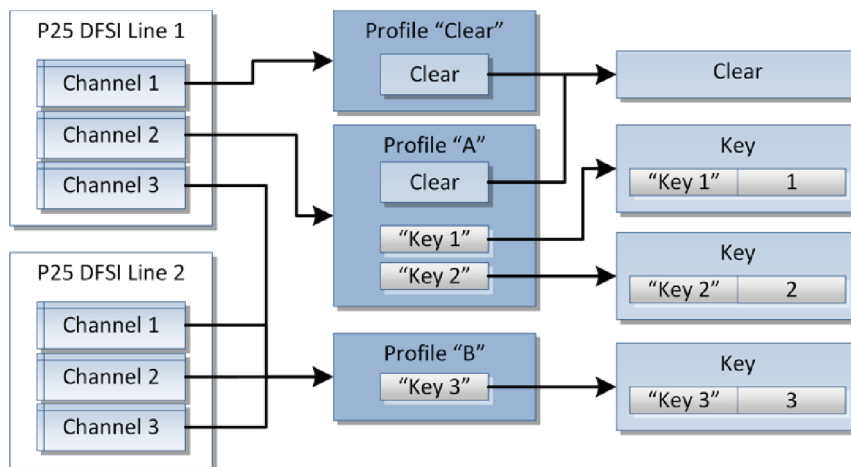 P25 DFSI Line 1
Channel 1
Channel 2
Channel 3
P25 DFSI Line 2
Channel 1
Channel 2
Channel 3
Profile “Clear”
Clear
Profile “A”
Clear
“Key 1”
“Key 2”
Profile “B”
“Key 3”
Clear
Key
“Key 1” 1
Key
“Key 2” 2
Key
“Key 3” 3